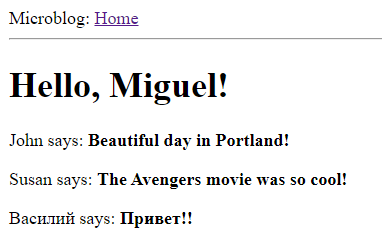 Microblog: Home
Hello, Miguel!
John says: Beautiful day in Portland!
Susan says: The Avengers movie was so cool!
Василий says: Привет!!